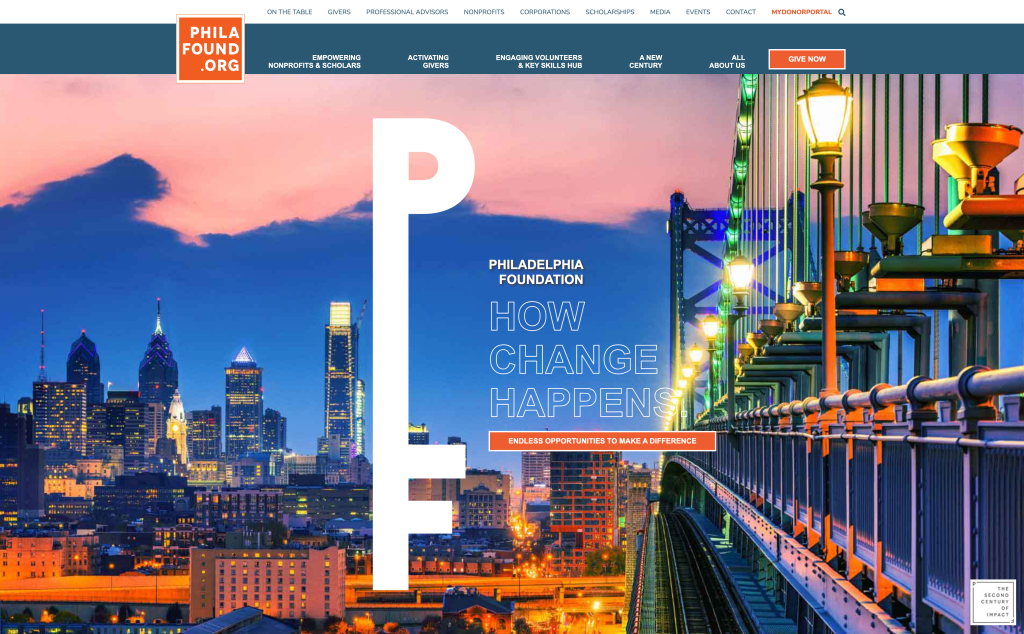 ON THE TABLE
GIVERS
PROFESSIONAL ADVISORS
NONPROFITS
CORPORATIONS
SCHOLARSHIPS
MEDIA
EVENTS
CONTACT
MYDONORPORTAL
PHILA
FOUND
.ORG
EMPOWERING
NONPROFITS & SCHOLARS
ACTIVATING
GIVERS
ENGAGING VOLUNTEERS
& KEY SKILLS HUB
A NEW
CENTURY
ALL
ABOUT US
GIVE NOW
P
F
PHILADELPHIA
FOUNDATION
HOW
CHANGE
HAPPENS.
ENDLESS OPPORTUNITIES TO MAKE A DIFFERENCE
THE
SECOND
CENTURY
OF
IMPACT